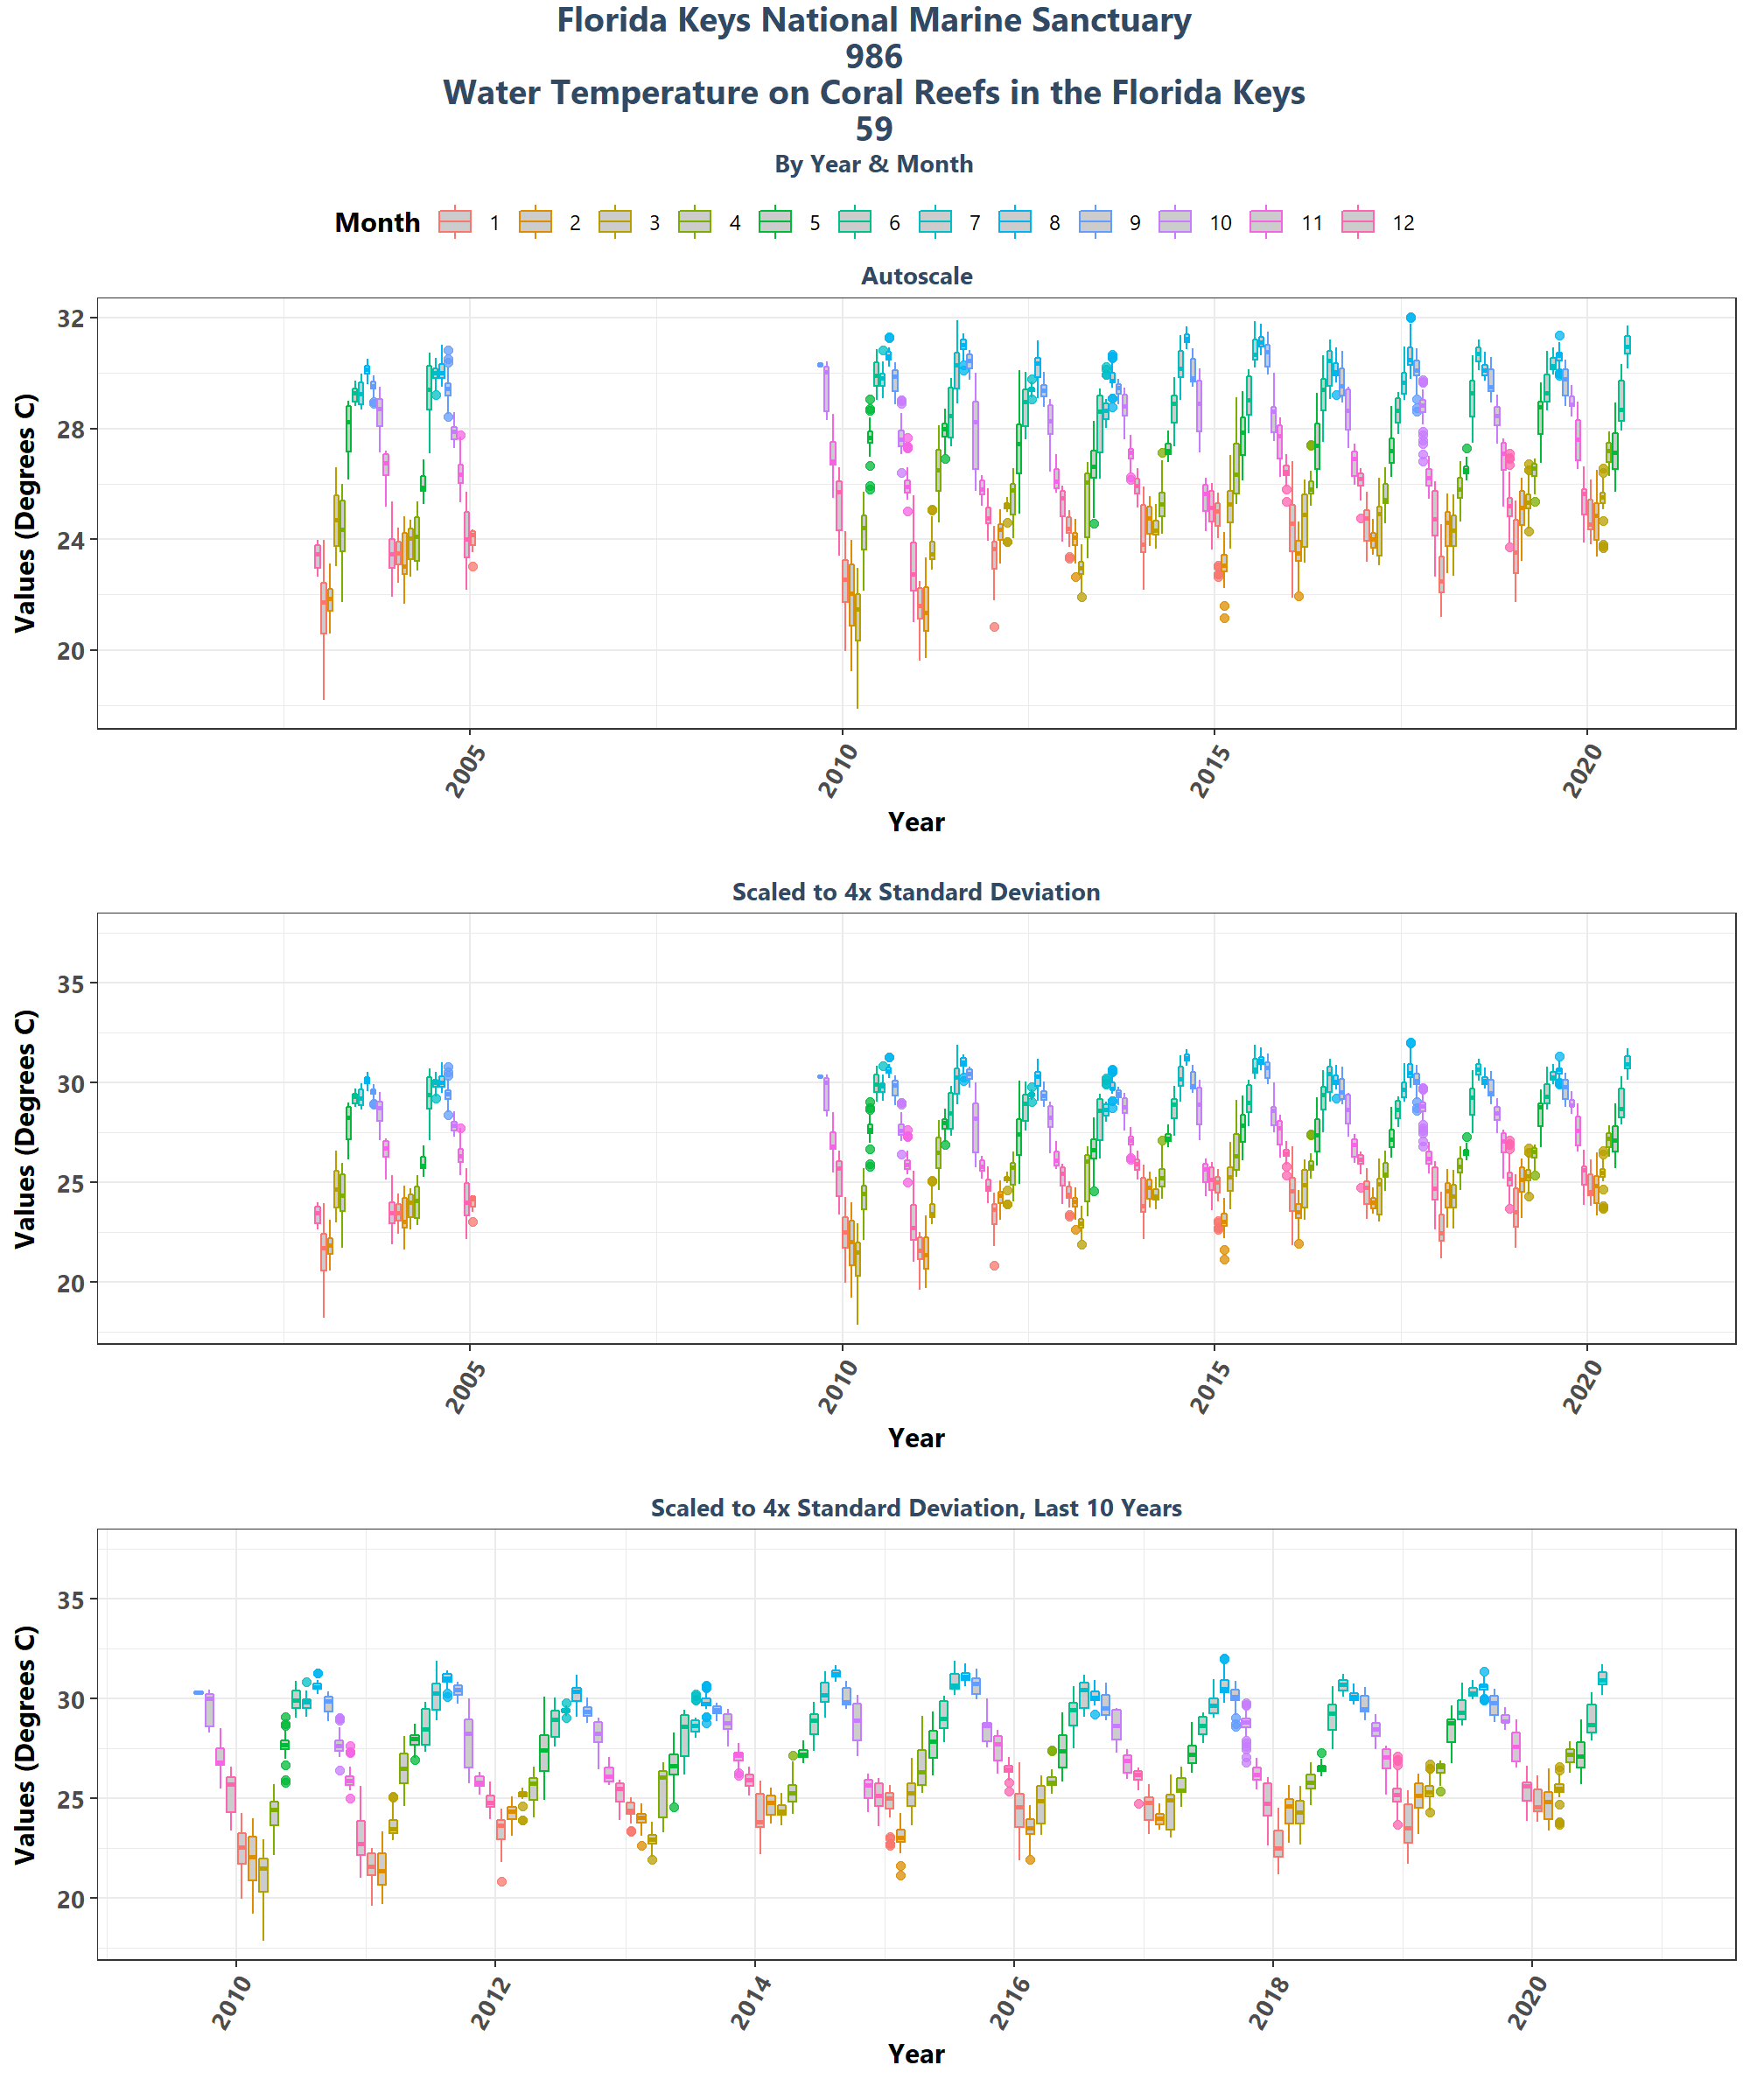 Florida Keys National Marine Sanctuary
986
Water Temperature on Coral Reefs in the Florida Keys
59
By Year & Month
Month 1 2 3 4 5 6 7 8 9 10 11 12
Autoscale
Values (Degrees C)
32
28
24
20
2005 2010 2015 2020
Year
Scaled to 4x Standard Deviation
Values (Degrees C)
35
30
25
20
2005 2010 2015 2020
Year
Scaled to 4x Standard Deviation, Last 10 Years
Values (Degrees C)
35
30
25
20
2010 2012 2014 2016 2018 2020
Year